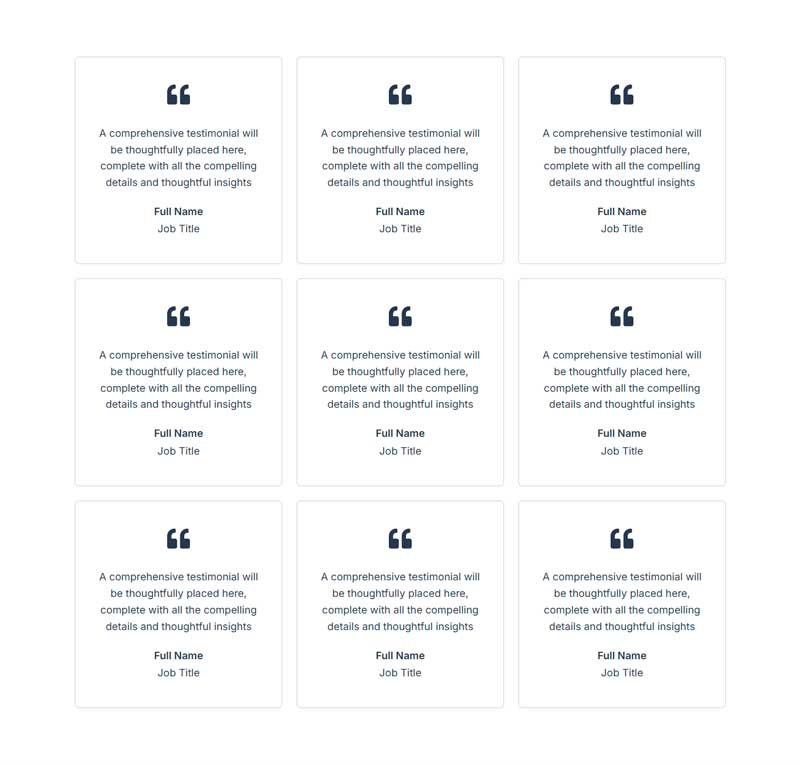 A comprehensive testimonial will
be thoughtfully placed here,
complete with all the compelling
details and thoughtful insights
Full Name
Job Title
A comprehensive testimonial will
be thoughtfully placed here,
complete with all the compelling
details and thoughtful insights
Full Name
Job Title
A comprehensive testimonial will
be thoughtfully placed here,
complete with all the compelling
details and thoughtful insights
Full Name
Job Title
A comprehensive testimonial will
be thoughtfully placed here,
complete with all the compelling
details and thoughtful insights
Full Name
Job Title
A comprehensive testimonial will
be thoughtfully placed here,
complete with all the compelling
details and thoughtful insights
Full Name
Job Title
A comprehensive testimonial will
be thoughtfully placed here,
complete with all the compelling
details and thoughtful insights
Full Name
Job Title
A comprehensive testimonial will
be thoughtfully placed here,
complete with all the compelling
details and thoughtful insights
Full Name
Job Title
A comprehensive testimonial will
be thoughtfully placed here,
complete with all the compelling
details and thoughtful insights
Full Name
Job Title
A comprehensive testimonial will
be thoughtfully placed here,
complete with all the compelling
details and thoughtful insights
Full Name
Job Title